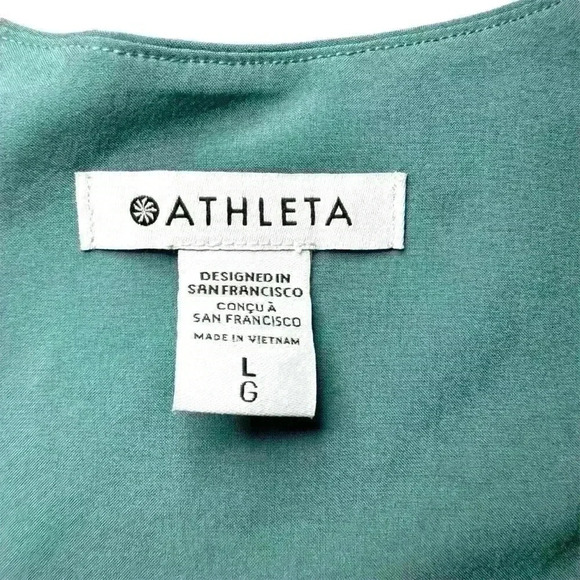 ATHLETA
DESIGNED IN
SAN FRANCISCO
CONÇU À
SAN FRANCISCO
MADE IN VIETNAM
L
G